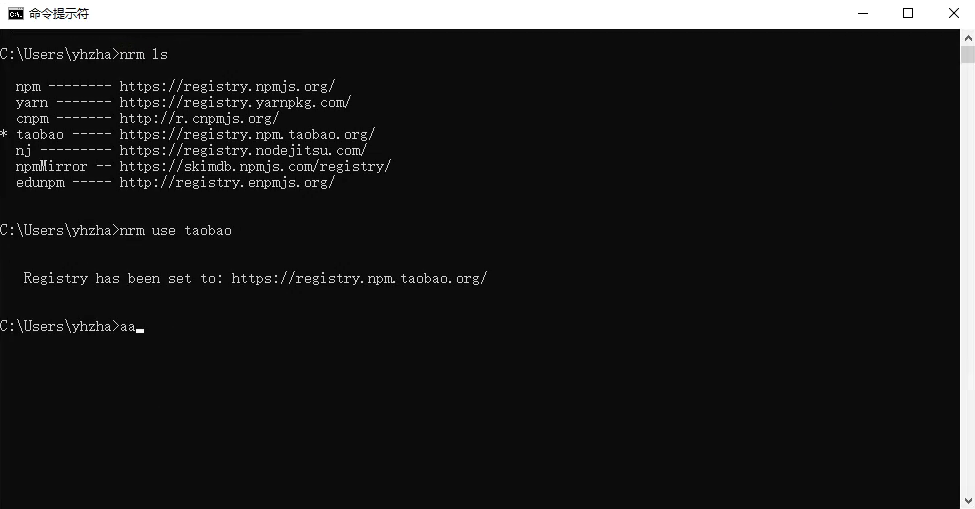 命令提示符
C:\Users\yhzha>nrm ls
npm -------- https://registry.npmjs.org/
yarn ------- https://registry.yarnpkg.com/
cnpm ------- http://r.cnpmjs.org/
* taobao ----- https://registry.npm.taobao.org/
nj --------- https://registry.nodejitsu.com/
npmMirror -- https://skimdb.npmjs.com/registry/
edunpm ----- http://registry.enpmjs.org/
C:\Users\yhzha>nrm use taobao
Registry has been set to: https://registry.npm.taobao.org/
C:\Users\yhzha>aa